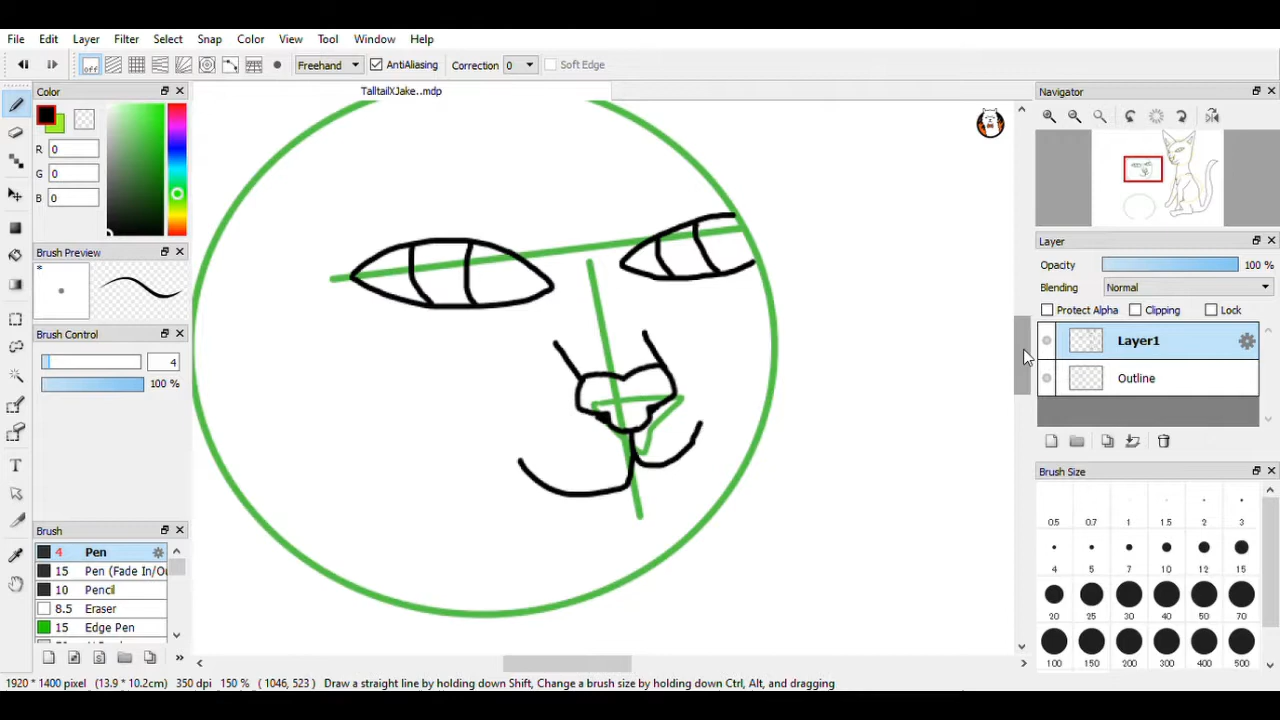 File Edit Layer Filter Select Snap Color View Tool Window Help
off Freehand AntiAliasing Correction 0 Soft Edge
Color
R 0
G 0
B 0
Brush Preview
*
Brush Control
4
100 %
Brush
4 Pen
15 Pen (Fade In/Ou
10 Pencil
8.5 Eraser
15 Edge Pen
TalltailXJake..mdp
Navigator
Layer
Opacity 100 %
Blending Normal
Protect Alpha Clipping Lock
Layer1
Outline
Brush Size
0.5 0.7 1 1.5 2 3
4 5 7 10 12 15
20 25 30 40 50 70
100 150 200 300 400 500
1920 * 1400 pixel (13.9 * 10.2cm) 350 dpi 150 % ( 1046, 523 ) Draw a straight line by holding down Shift, Change a brush size by holding down Ctrl, Alt, and dragging